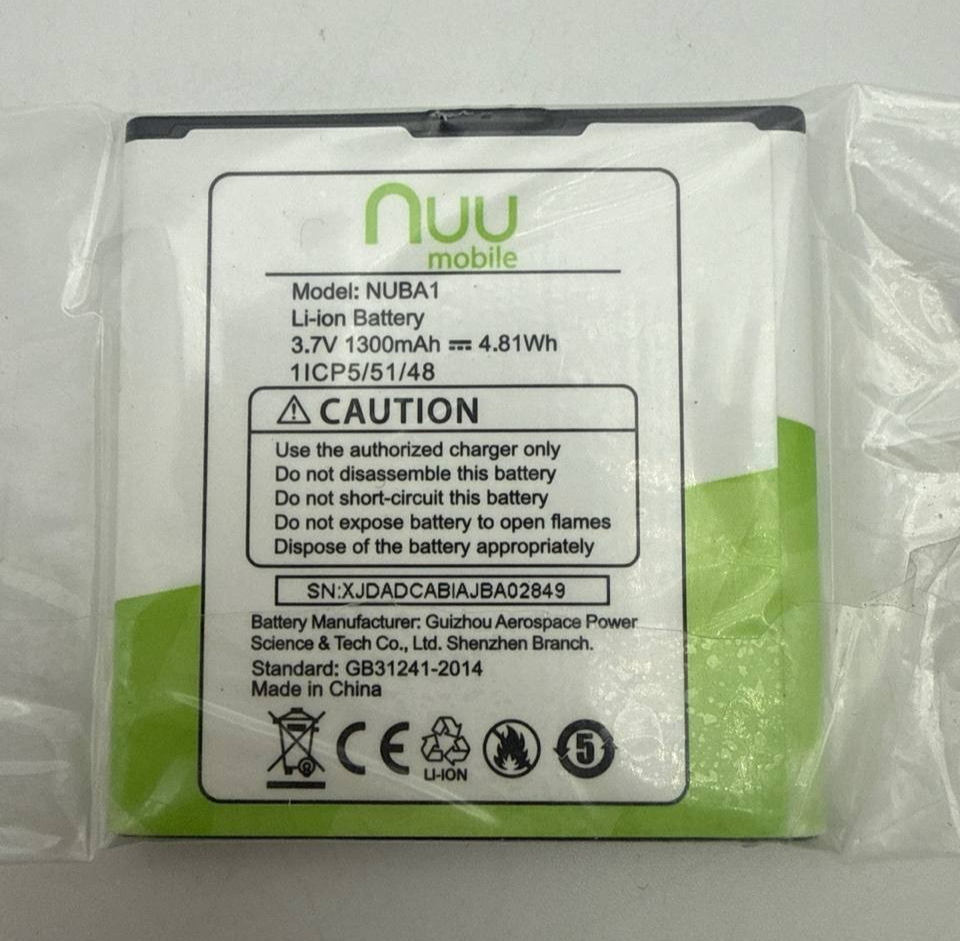 nuu
mobile
Model: NUBA1
Li-ion Battery
3.7V 1300mAh ⎓ 4.81Wh
1ICP5/51/48
⚠ CAUTION
Use the authorized charger only
Do not disassemble this battery
Do not short-circuit this battery
Do not expose battery to open flames
Dispose of the battery appropriately
SN:XJDADCABIAJBA02849
Battery Manufacturer: Guizhou Aerospace Power
Science & Tech Co., Ltd. Shenzhen Branch.
Standard: GB31241-2014
Made in China
CE
LI-ION
5